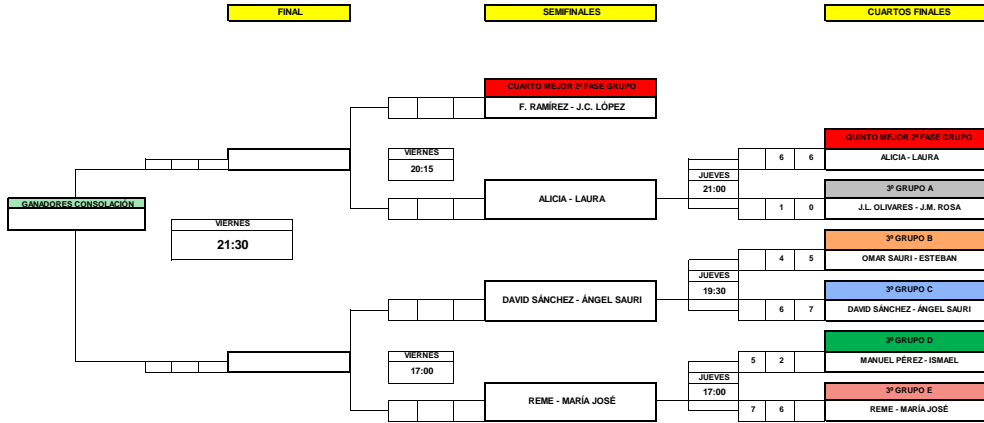 FINAL
SEMIFINALES
CUARTOS FINALES
CUARTO MEJOR 2ª FASE GRUPO
F. RAMÍREZ - J.C. LÓPEZ
QUINTO MEJOR 2ª FASE GRUPO
VIERNES
6 6 ALICIA - LAURA
20:15
JUEVES
21:00
3º GRUPO A
ALICIA - LAURA
GANADORES CONSOLACIÓN
1 0 J.L. OLIVARES - J.M. ROSA
VIERNES
21:30
3º GRUPO B
4 5 OMAR SAURI - ESTEBAN
JUEVES
19:30
3º GRUPO C
DAVID SÁNCHEZ - ÁNGEL SAURI
6 7 DAVID SÁNCHEZ - ÁNGEL SAURI
3º GRUPO D
VIERNES
5 2 MANUEL PÉREZ - ISMAEL
17:00
JUEVES
17:00
3º GRUPO E
REME - MARÍA JOSÉ
7 6 REME - MARÍA JOSÉ